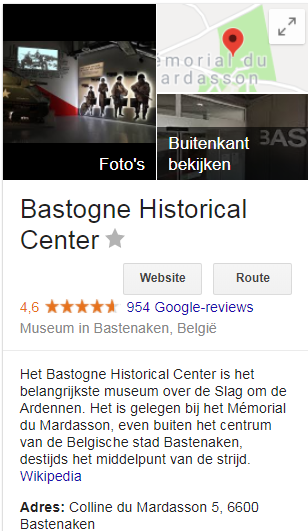 émorial du
Mardasson
Foto's
Buitenkant
bekijken
BAS
Bastogne Historical
Center
Website
Route
4,6 954 Google-reviews
Museum in Bastenaken, België
Het Bastogne Historical Center is het
belangrijkste museum over de Slag om de
Ardennen. Het is gelegen bij het Mémorial
du Mardasson, even buiten het centrum
van de Belgische stad Bastenaken,
destijds het middelpunt van de strijd.
Wikipedia
Adres: Colline du Mardasson 5, 6600
Bastenaken